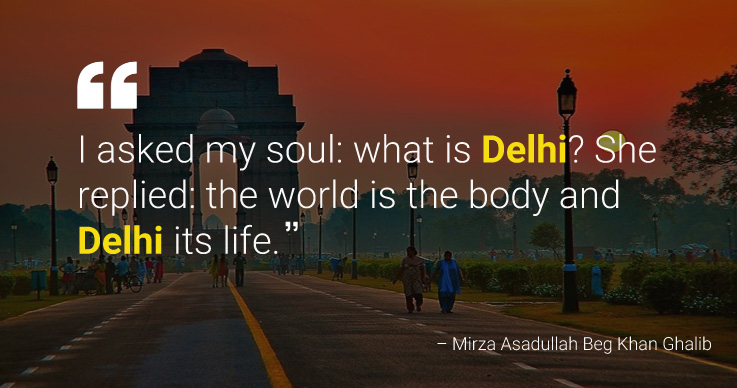 “
I asked my soul: what is Delhi? She
replied: the world is the body and
Delhi its life.”
– Mirza Asadullah Beg Khan Ghalib